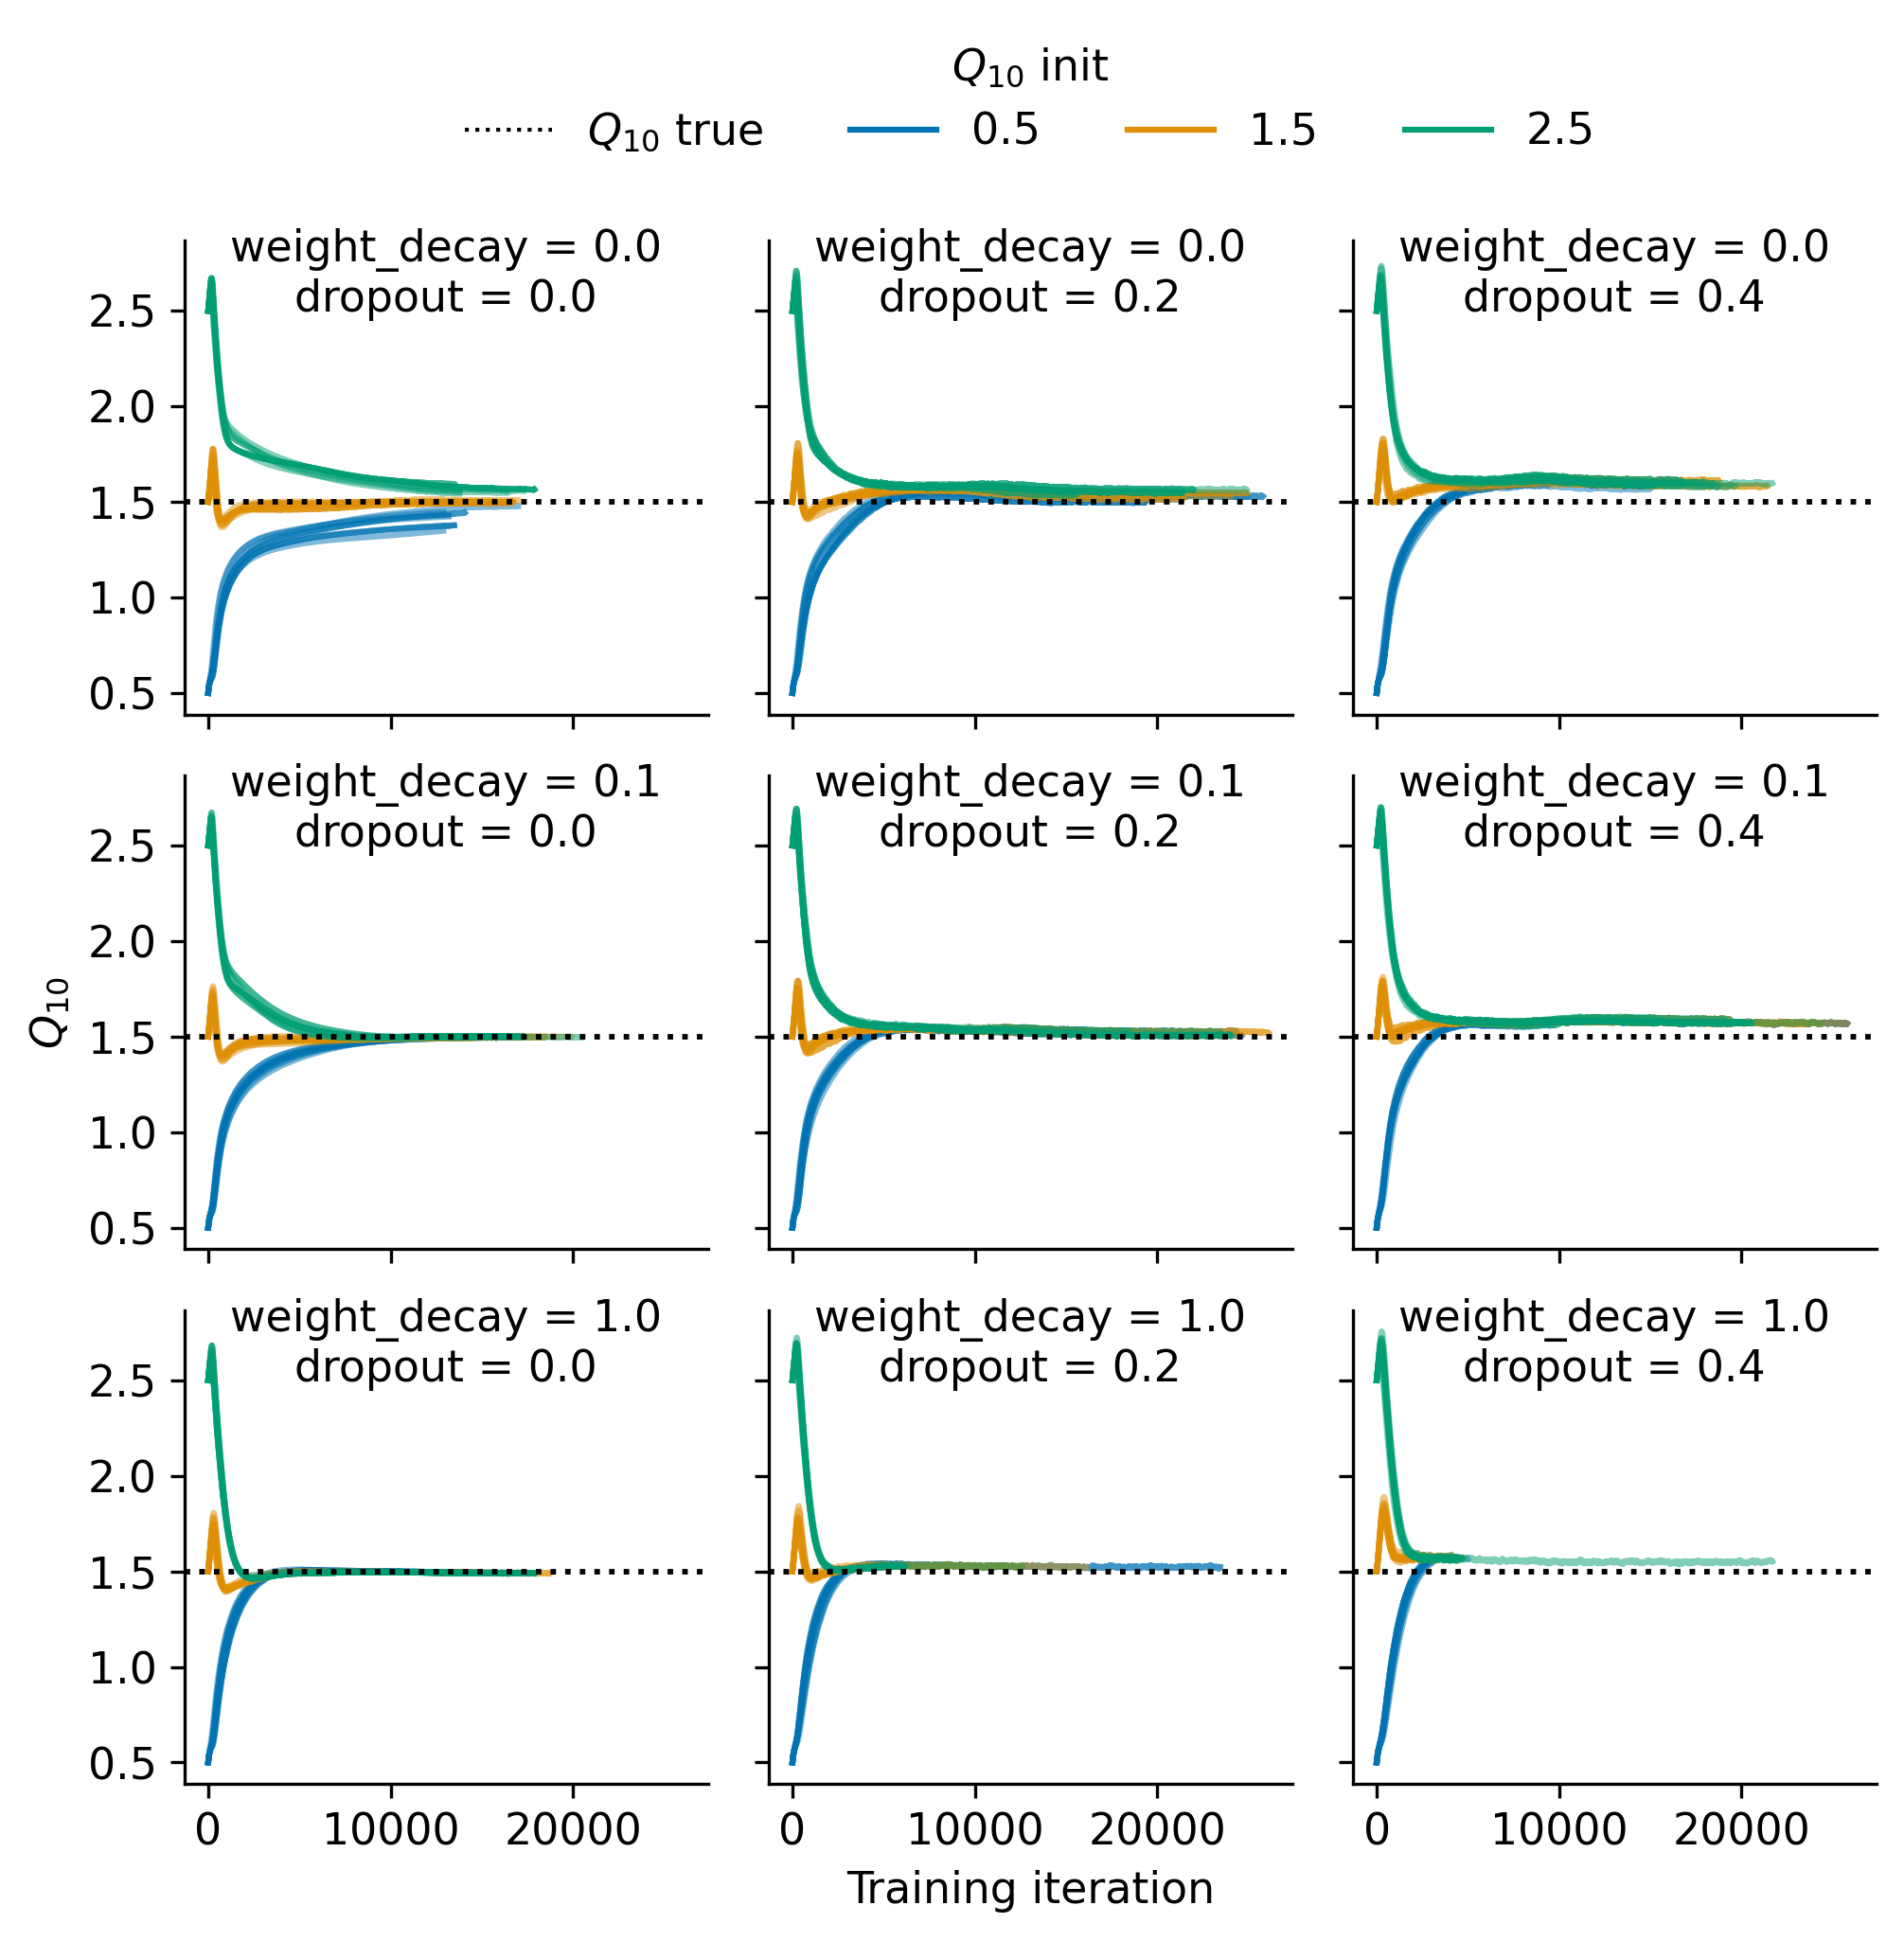 Q10 init
Q10 true 0.5 1.5 2.5
weight_decay = 0.0
dropout = 0.0
weight_decay = 0.0
dropout = 0.2
weight_decay = 0.0
dropout = 0.4
2.5
2.0
1.5
1.0
0.5
weight_decay = 0.1
dropout = 0.0
weight_decay = 0.1
dropout = 0.2
weight_decay = 0.1
dropout = 0.4
2.5
2.0
1.5
1.0
0.5
Q10
weight_decay = 1.0
dropout = 0.0
weight_decay = 1.0
dropout = 0.2
weight_decay = 1.0
dropout = 0.4
2.5
2.0
1.5
1.0
0.5
0 10000 20000
0 10000 20000
0 10000 20000
Training iteration